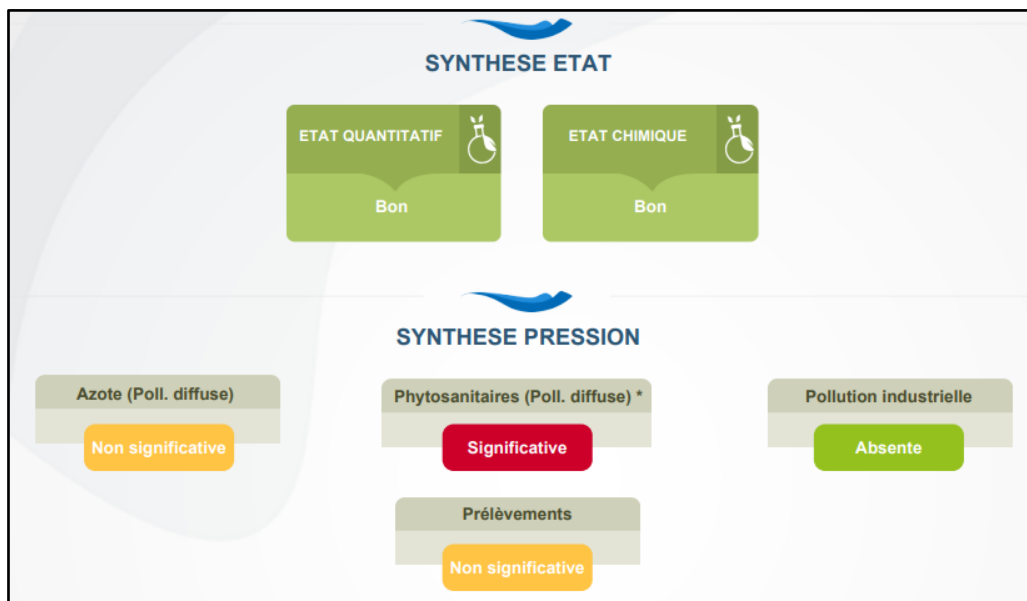 SYNTHESE ETAT
ETAT QUANTITATIF
ETAT CHIMIQUE
Bon
Bon
SYNTHESE PRESSION
Azote (Poll. diffuse)
Phytosanitaires (Poll. diffuse) *
Pollution industrielle
Non significative
Significative
Absente
Prélèvements
Non significative